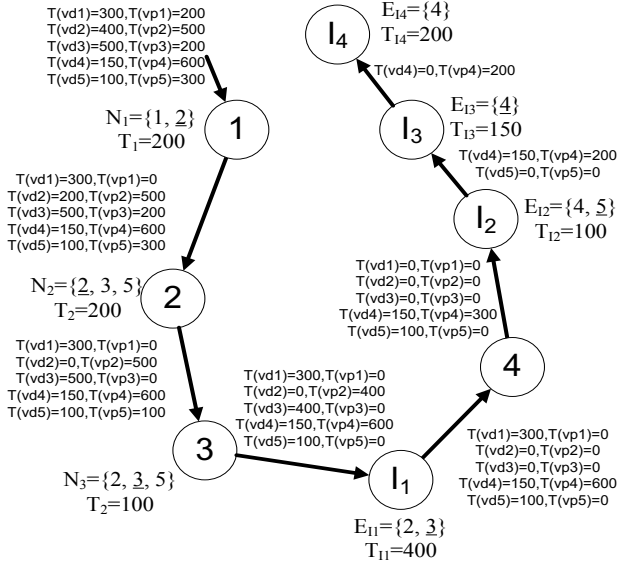 T(vd1)=300,T(vp1)=200
T(vd2)=400,T(vp2)=500
T(vd3)=500,T(vp3)=200
T(vd4)=150,T(vp4)=600
T(vd5)=100,T(vp5)=300
N1={1, 2}
T1=200
1
T(vd1)=300,T(vp1)=0
T(vd2)=200,T(vp2)=500
T(vd3)=500,T(vp3)=200
T(vd4)=150,T(vp4)=600
T(vd5)=100,T(vp5)=300
N2={2, 3, 5}
T2=200
2
T(vd1)=300,T(vp1)=0
T(vd2)=0,T(vp2)=500
T(vd3)=500,T(vp3)=0
T(vd4)=150,T(vp4)=600
T(vd5)=100,T(vp5)=100
3
N3={2, 3, 5}
T2=100
T(vd1)=300,T(vp1)=0
T(vd2)=0,T(vp2)=400
T(vd3)=400,T(vp3)=0
T(vd4)=150,T(vp4)=600
T(vd5)=100,T(vp5)=0
I1
EI1={2, 3}
TI1=400
T(vd1)=300,T(vp1)=0
T(vd2)=0,T(vp2)=0
T(vd3)=0,T(vp3)=0
T(vd4)=150,T(vp4)=600
T(vd5)=100,T(vp5)=0
4
T(vd1)=0,T(vp1)=0
T(vd2)=0,T(vp2)=0
T(vd3)=0,T(vp3)=0
T(vd4)=150,T(vp4)=300
T(vd5)=100,T(vp5)=0
I2
EI2={4, 5}
TI2=100
T(vd4)=150,T(vp4)=200
T(vd5)=0,T(vp5)=0
I3
EI3={4}
TI3=150
T(vd4)=0,T(vp4)=200
I4
EI4={4}
TI4=200